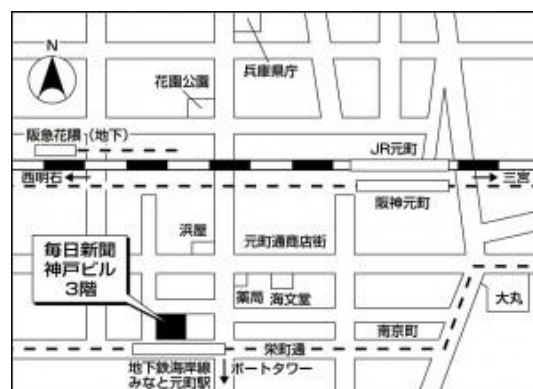 N
兵庫県庁
花園公園
阪急花隈（地下）
JR元町
西明石
三宮
阪神元町
浜屋
元町通商店街
毎日新聞
神戸ビル
3階
薬局
海文堂
大丸
南京町
栄町通
地下鉄海岸線
みなと元町駅
ポートタワー